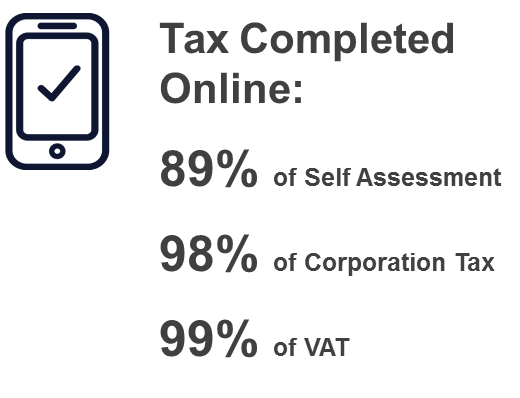 Tax Completed
Online:
89% of Self Assessment
98% of Corporation Tax
99% of VAT